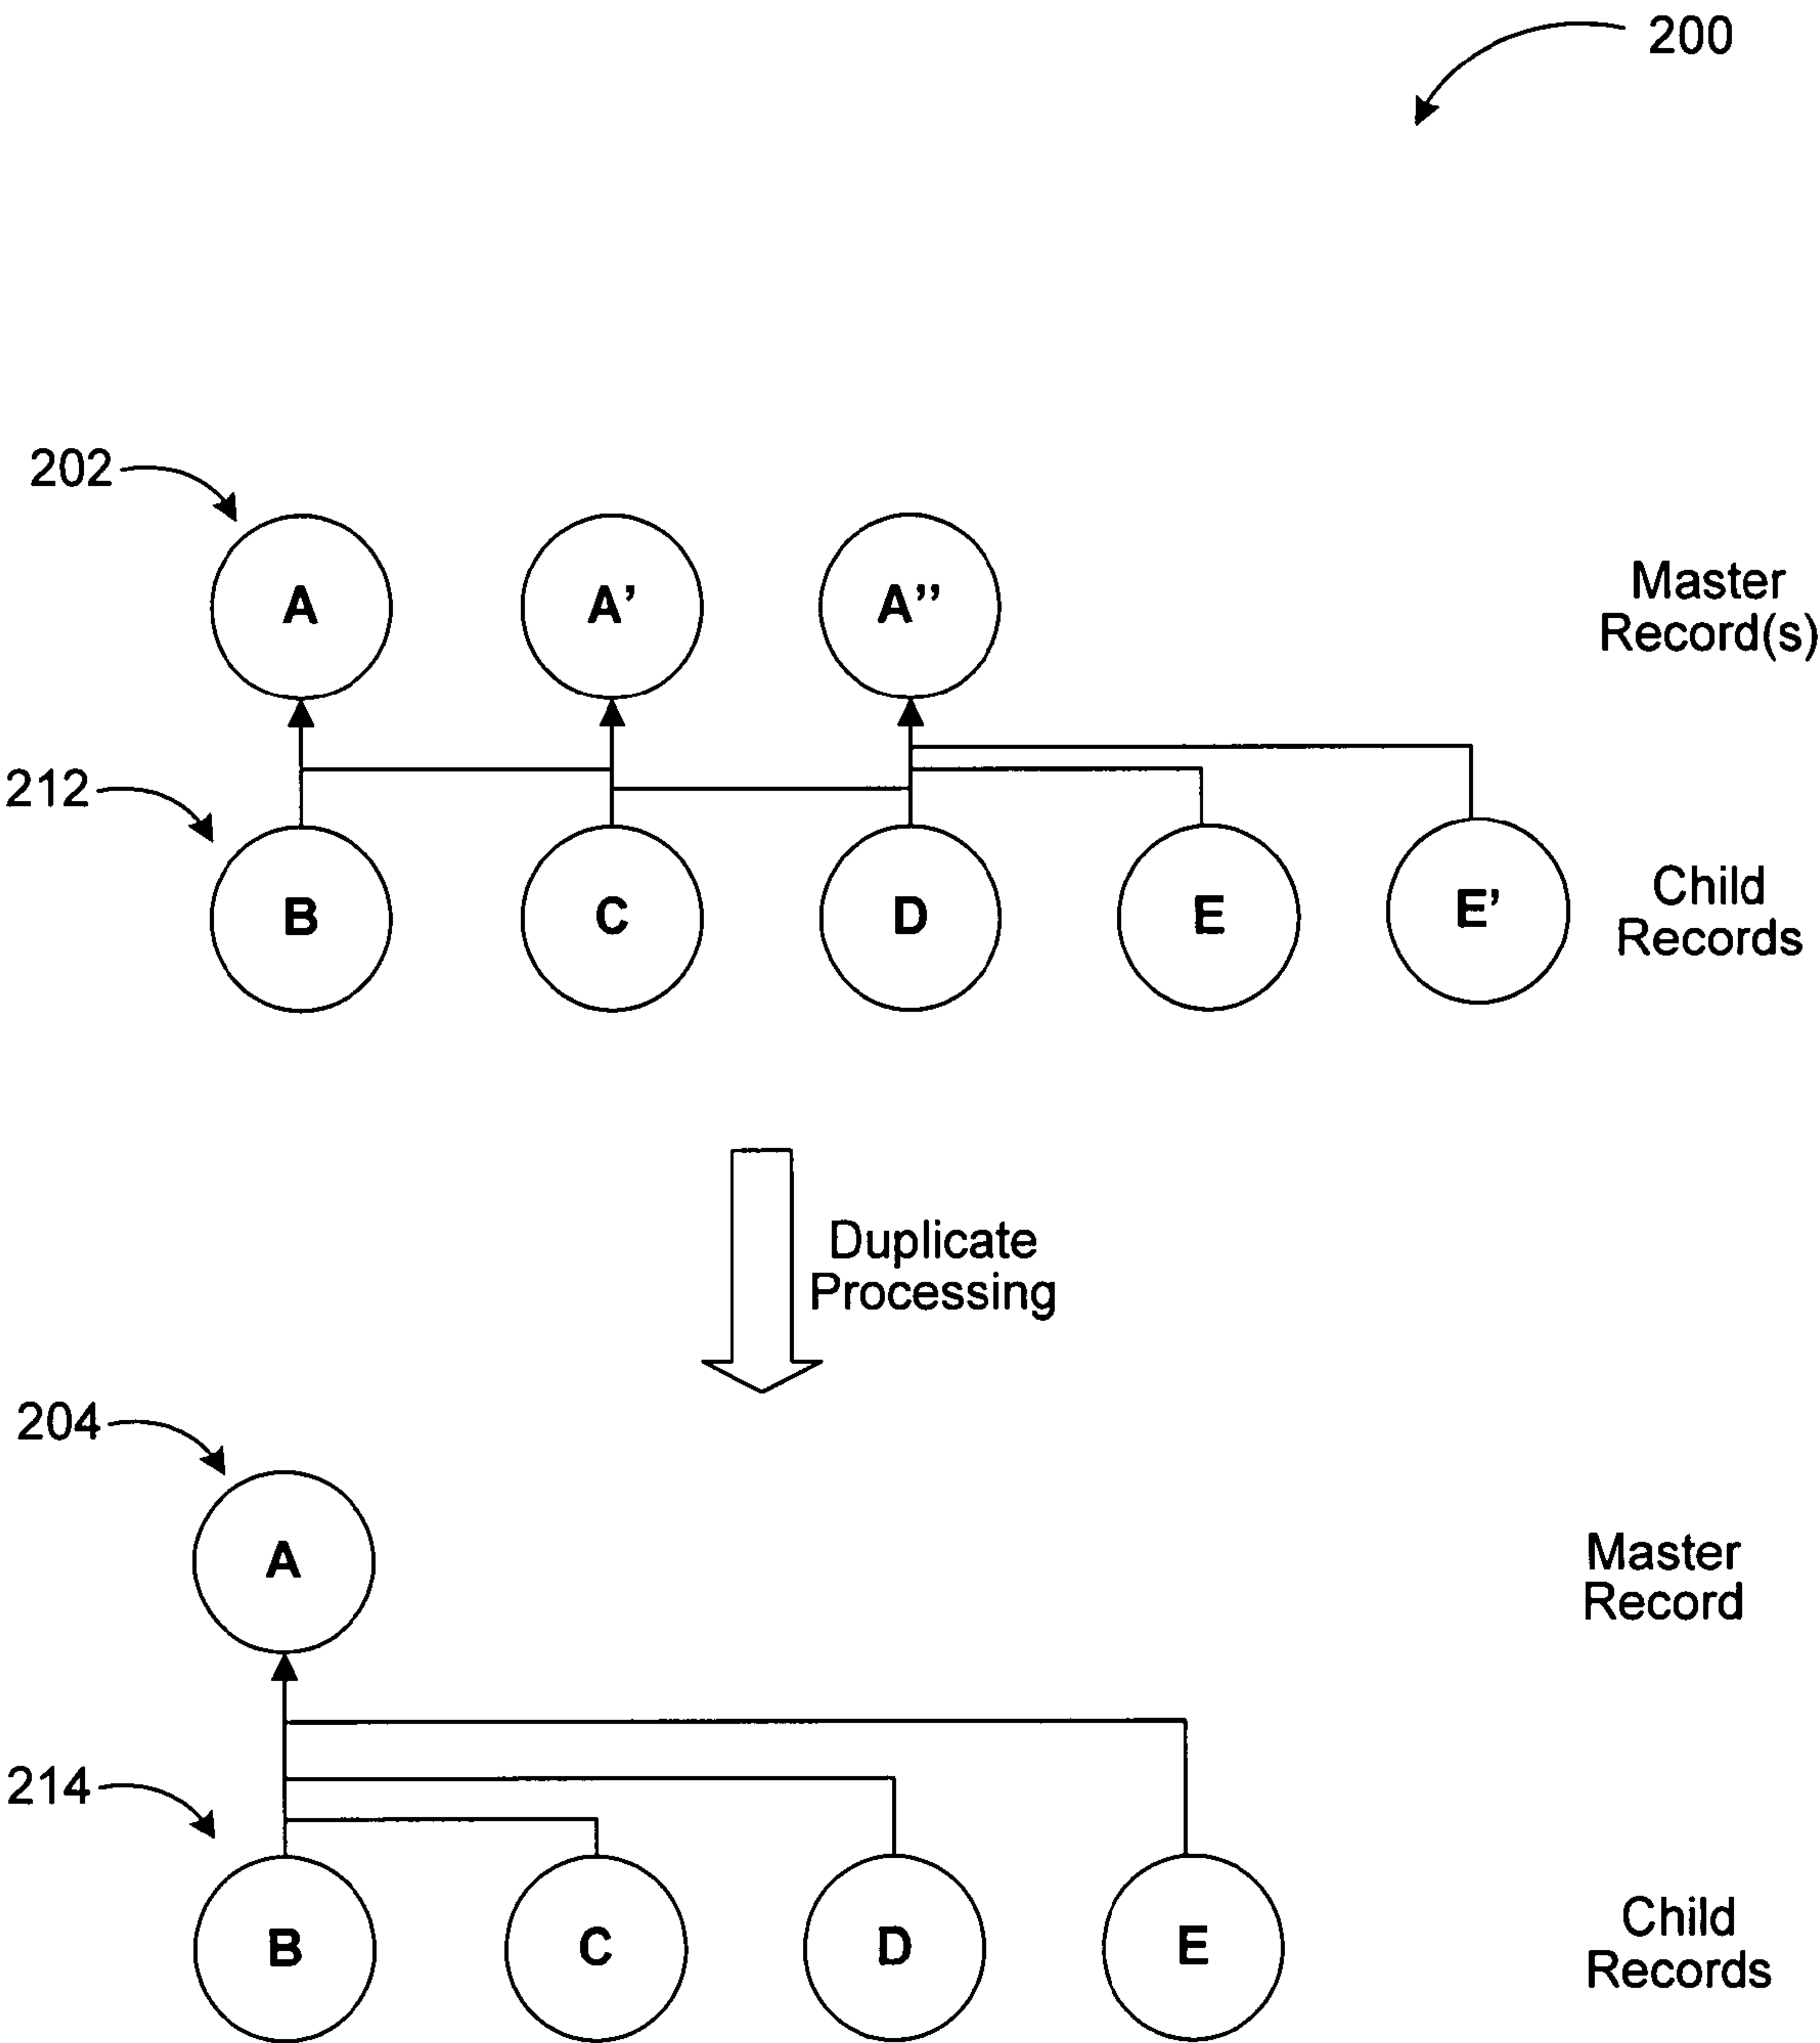 200
202
A
A’
A’’
Master
Record(s)
212
B
C
D
E
E’
Child
Records
Duplicate
Processing
204
A
Master
Record
214
B
C
D
E
Child
Records